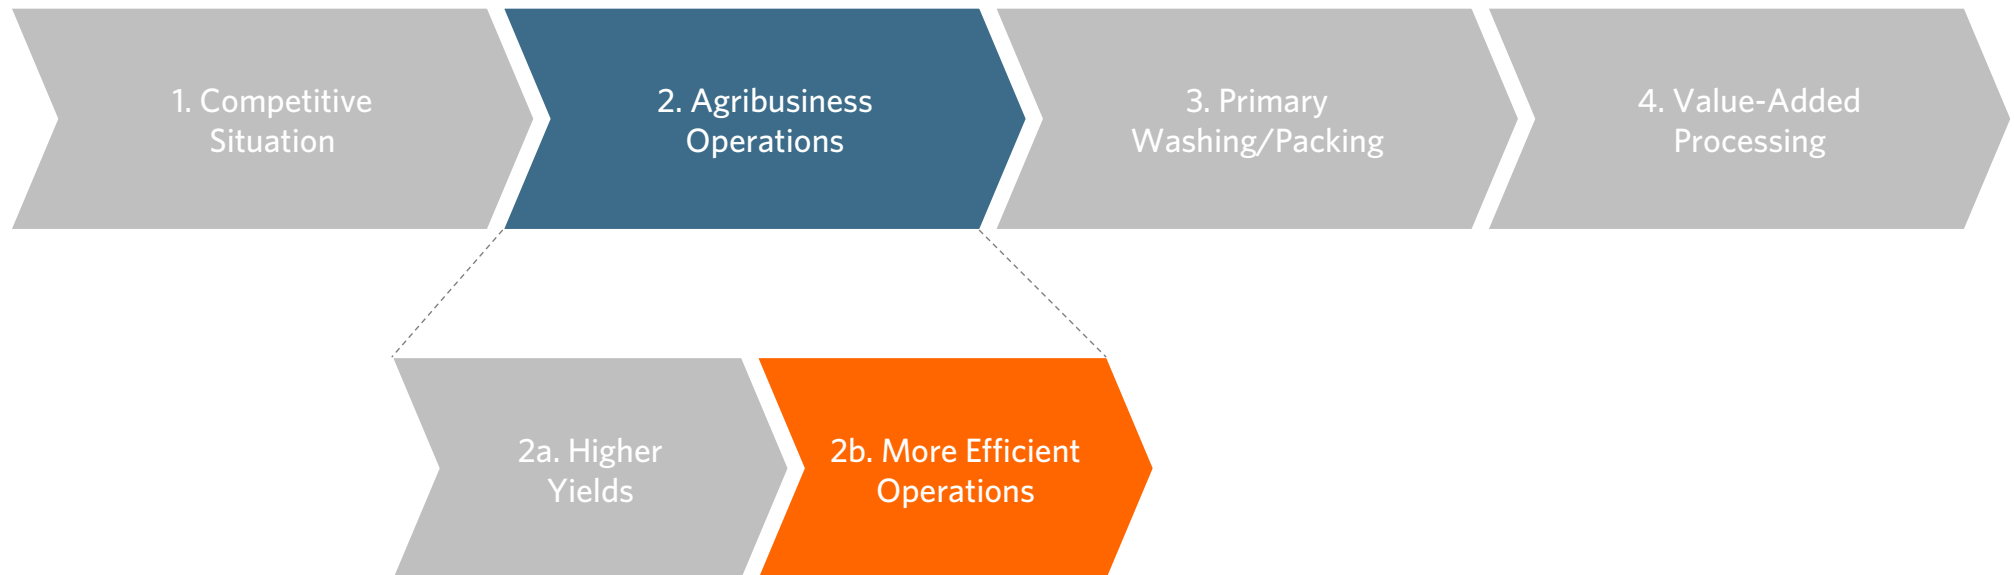 1. Competitive
Situation
2. Agribusiness
Operations
3. Primary
Washing/Packing
4. Value-Added
Processing
2a. Higher
Yields
2b. More Efficient
Operations